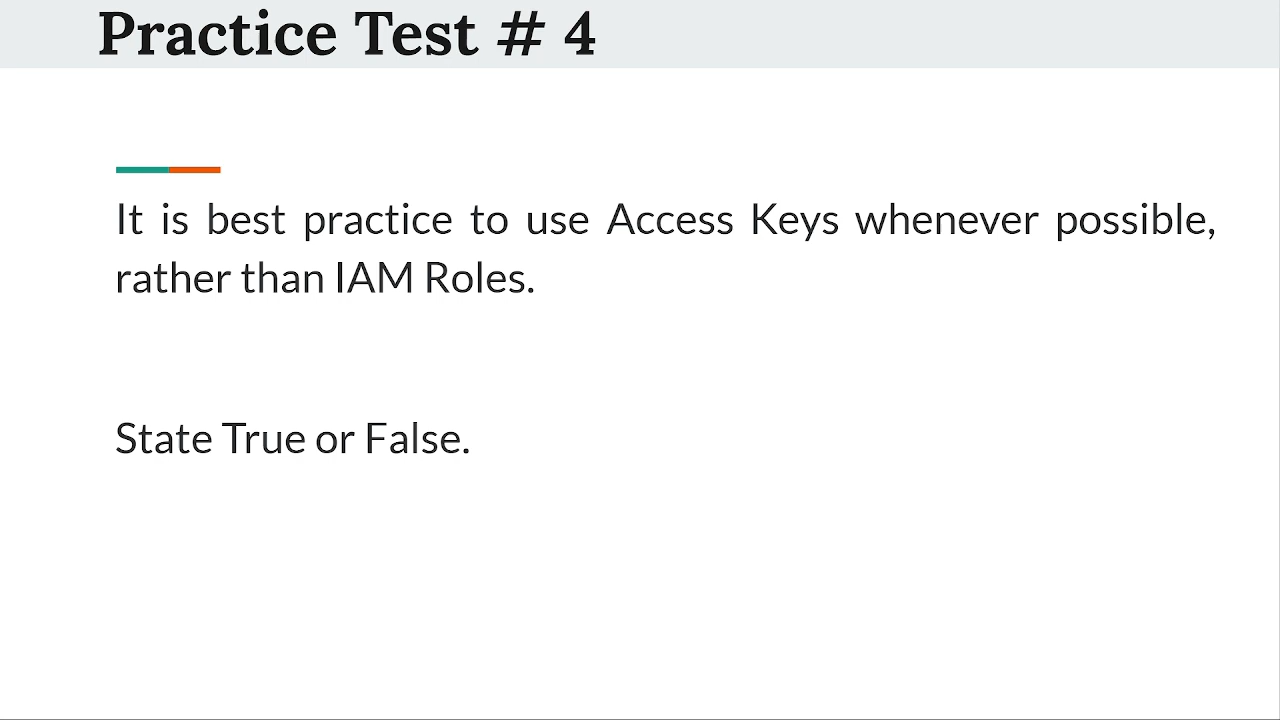 Practice Test # 4
It is best practice to use Access Keys whenever possible,
rather than IAM Roles.
State True or False.